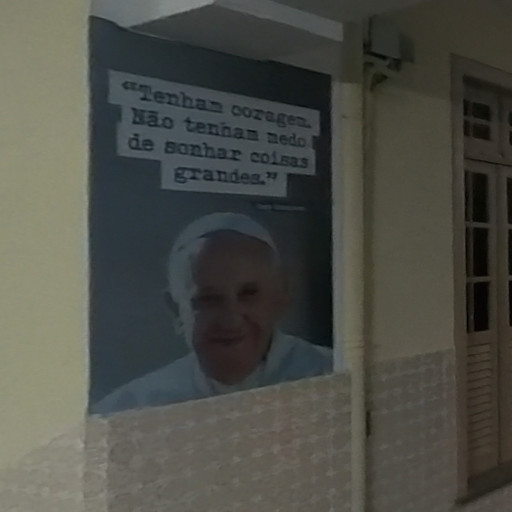 “Tenham coragem.
Não tenham medo
de sonhar coisas
grandes.”